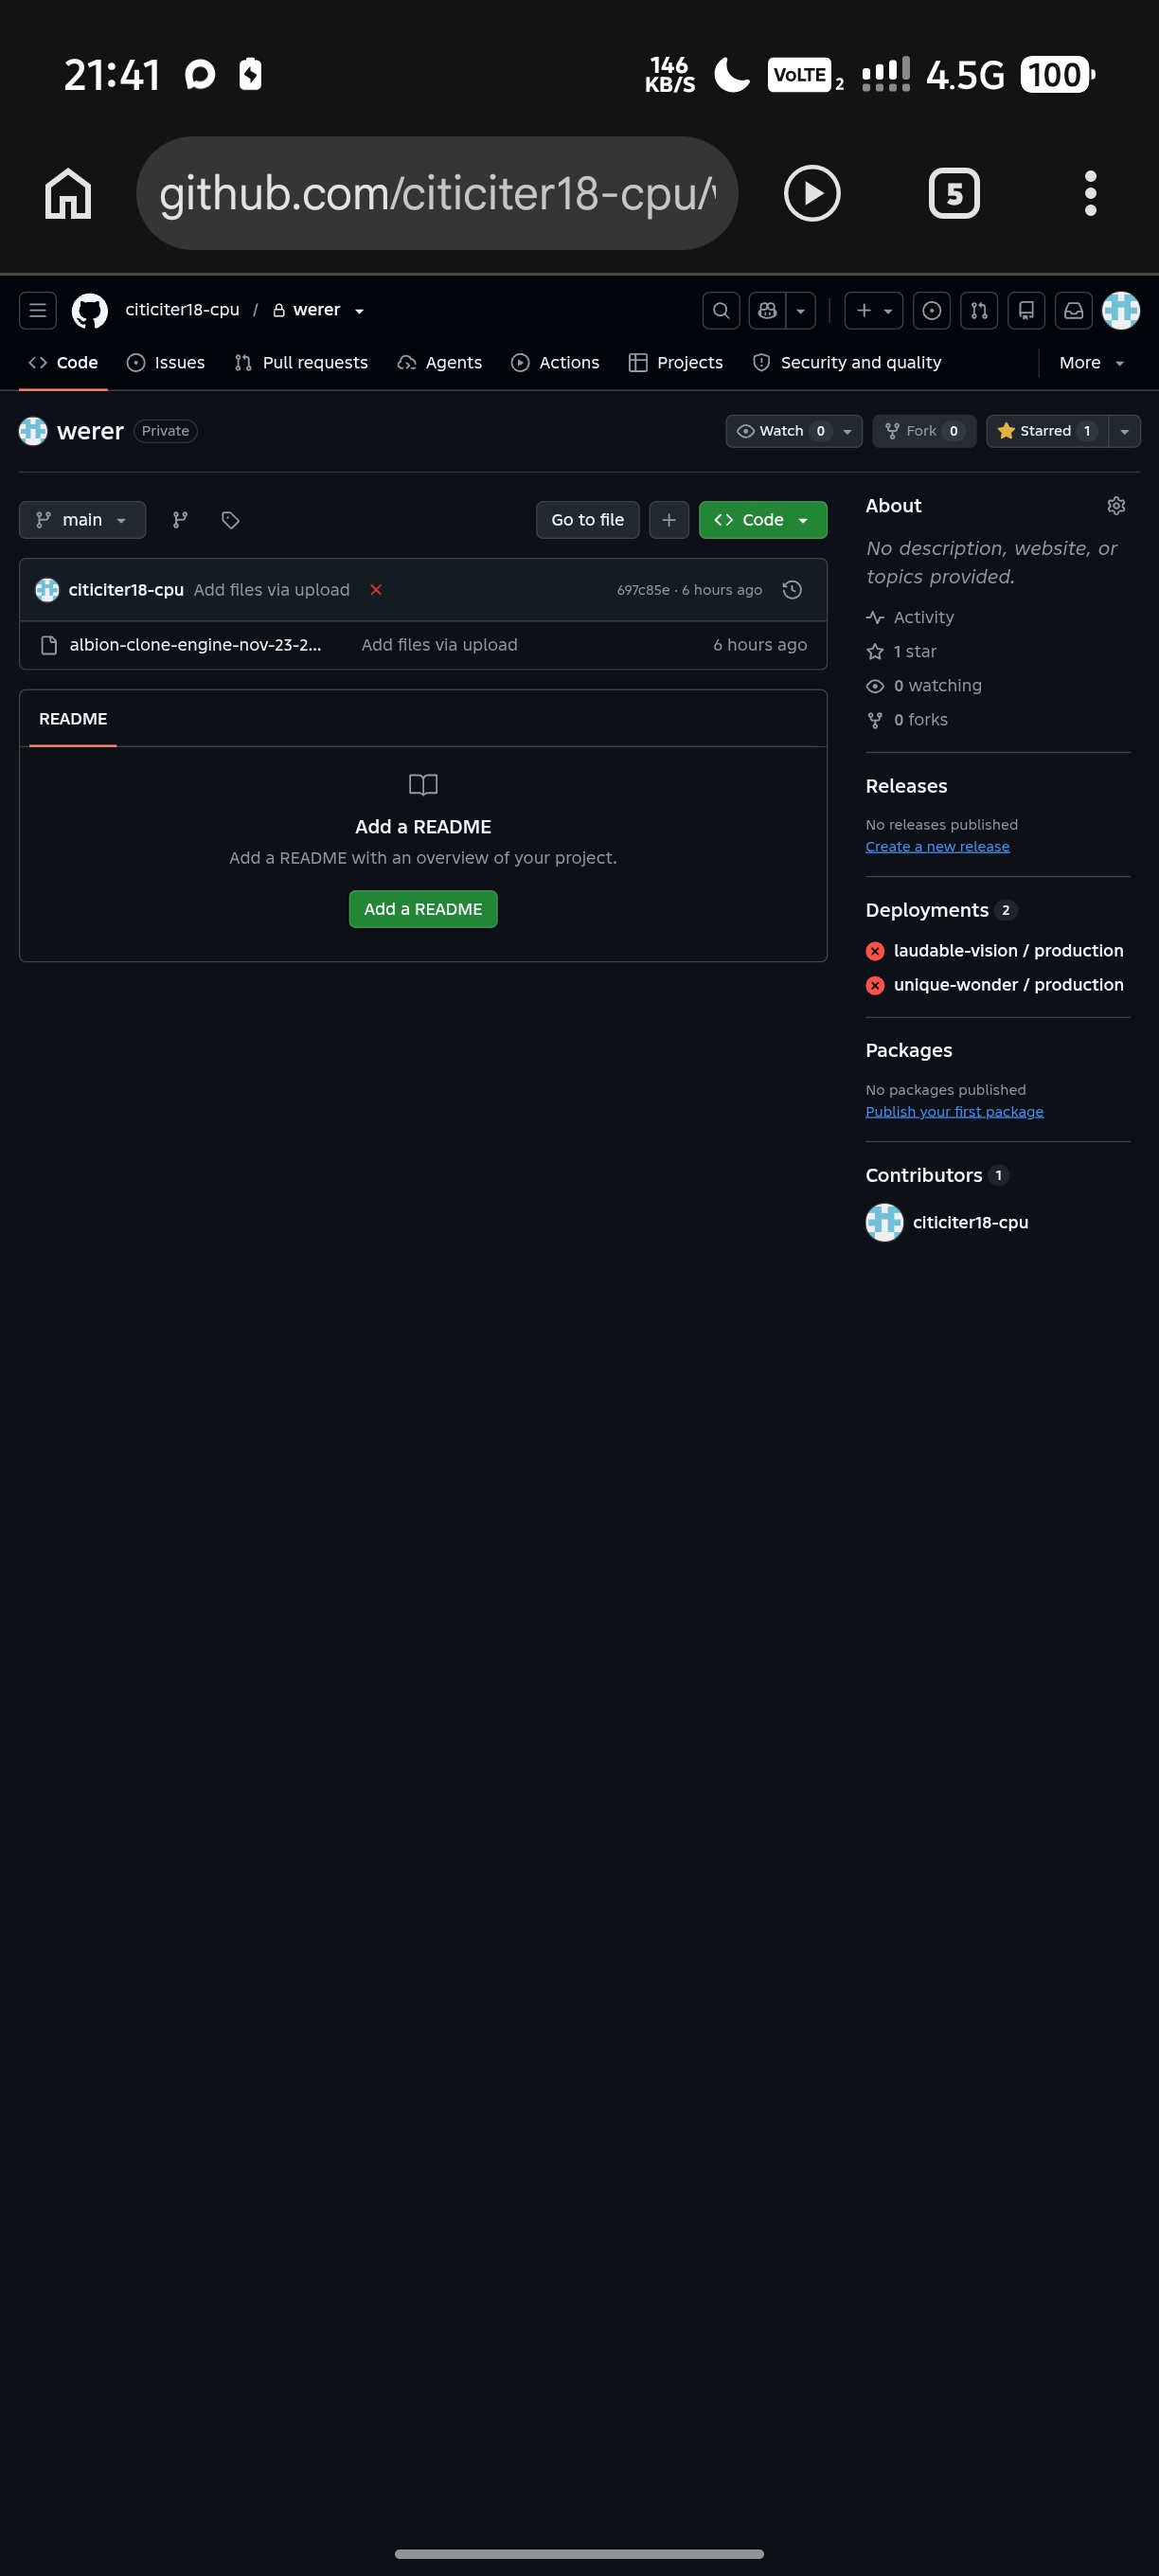 21:41
146
KB/S
VoLTE 2
4.5G
100
github.com/citiciter18-cpu/
5
citiciter18-cpu / werer
Code
Issues
Pull requests
Agents
Actions
Projects
Security and quality
More
werer
Private
Watch 0
Fork 0
Starred 1
main
Go to file
Code
citiciter18-cpu Add files via upload
697c85e · 6 hours ago
albion-clone-engine-nov-23-2...
Add files via upload
6 hours ago
README
Add a README
Add a README with an overview of your project.
Add a README
About
No description, website, or
topics provided.
Activity
1 star
0 watching
0 forks
Releases
No releases published
Create a new release
Deployments 2
laudable-vision / production
unique-wonder / production
Packages
No packages published
Publish your first package
Contributors 1
citiciter18-cpu